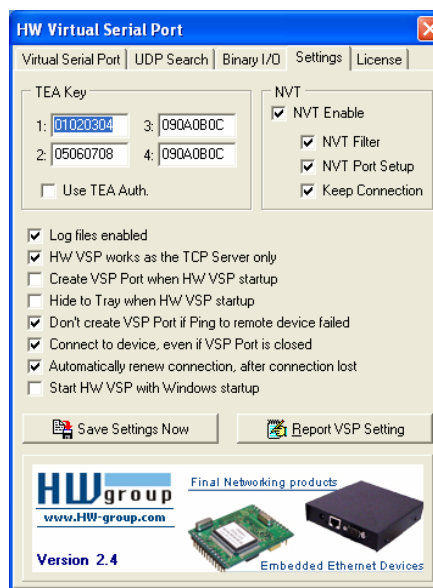 HW Virtual Serial Port
Virtual Serial Port UDP Search Binary I/O Settings License
TEA Key
1: 01020304 3: 090A0B0C
2: 05060708 4: 090A0B0C
Use TEA Auth.
NVT
NVT Enable
NVT Filter
NVT Port Setup
Keep Connection
Log files enabled
HW VSP works as the TCP Server only
Create VSP Port when HW VSP startup
Hide to Tray when HW VSP startup
Don't create VSP Port if Ping to remote device failed
Connect to device, even if VSP Port is closed
Automatically renew connection, after connection lost
Start HW VSP with Windows startup
Save Settings Now Report VSP Setting
HW group
www.HW-group.com
Final Networking products
Version 2.4
Embedded Ethernet Devices